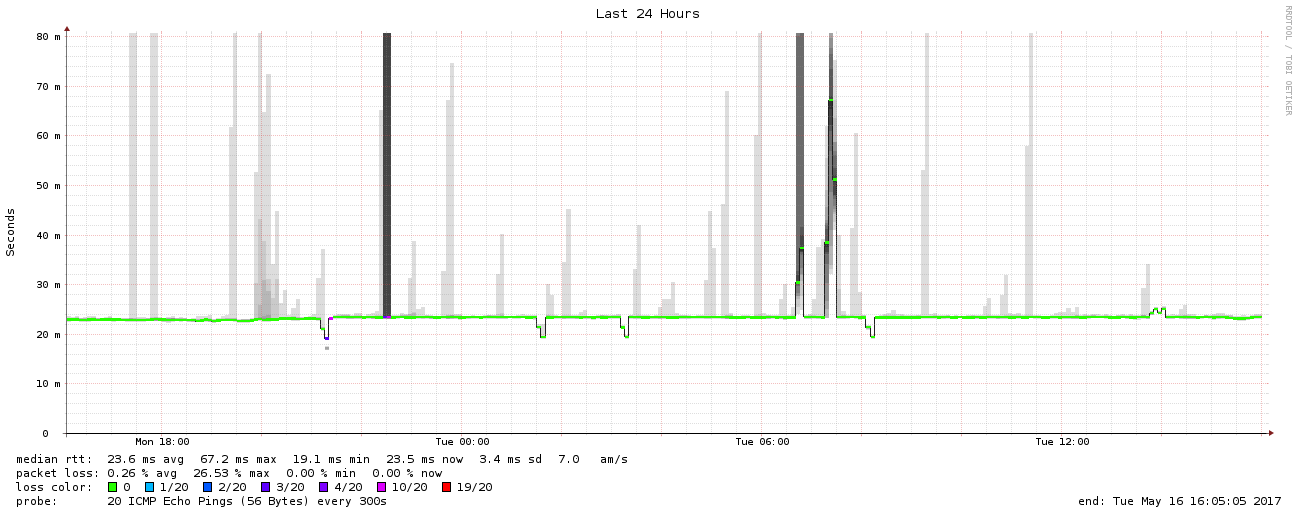 Last 24 Hours
RRDTOOL / TOBI OETIKER
80 m
70 m
60 m
50 m
40 m
30 m
20 m
10 m
0
Seconds
Mon 18:00 Tue 00:00 Tue 06:00 Tue 12:00
median rtt: 23.6 ms avg 67.2 ms max 19.1 ms min 23.5 ms now 3.4 ms sd 7.0 am/s
packet loss: 0.26 % avg 26.53 % max 0.00 % min 0.00 % now
loss color: 0 1/20 2/20 3/20 4/20 10/20 19/20
probe: 20 ICMP Echo Pings (56 Bytes) every 300s end: Tue May 16 16:05:05 2017